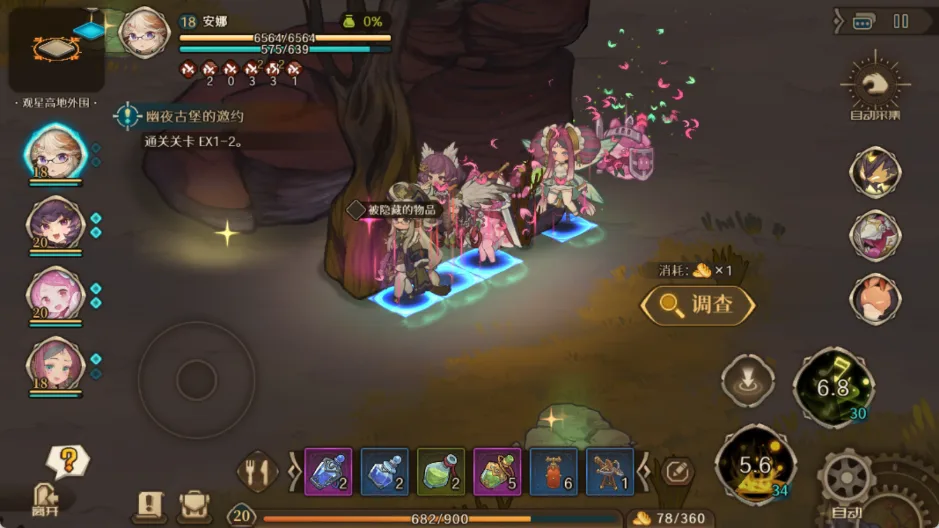 18 安娜
0%
6564/6564
575/639
2 2
2 0 3 3 1
·观星高地外围·
幽夜古堡的邀约
通关关卡 EX1-2。
自动采集
18
20
20
18
被隐藏的物品
消耗: ×1
调查
6.8
30
5.6
34
自动
?
离开
2
2
2
5
6
1
20
682/900
78/360